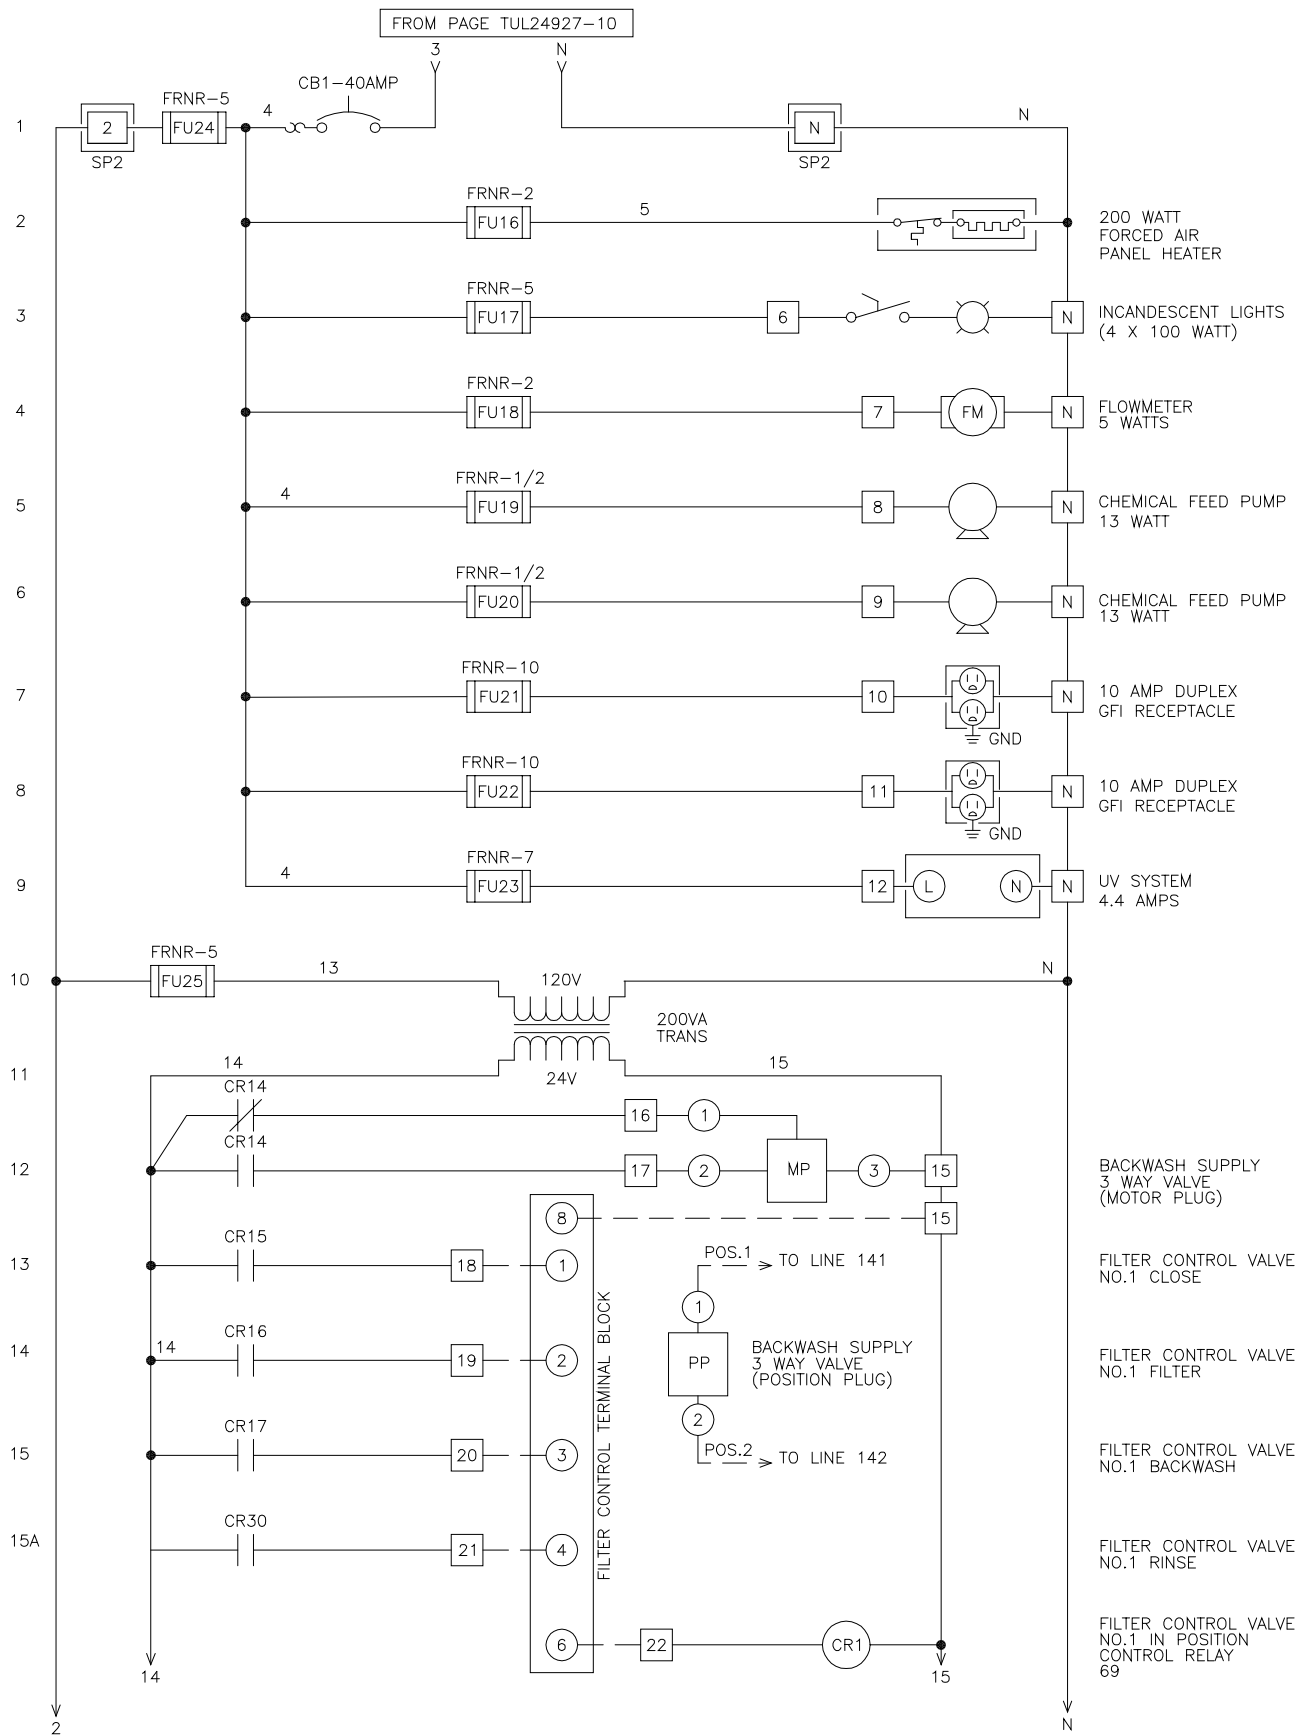 FROM PAGE TUL24927-10
3 N
CB1-40AMP
FRNR-5
1 2 FU24 4 N N
SP2 SP2
FRNR-2
2 FU16 5 200 WATT
FORCED AIR
PANEL HEATER
FRNR-5
3 FU17 6 N INCANDESCENT LIGHTS
(4 X 100 WATT)
FRNR-2
4 FU18 7 FM N FLOWMETER
5 WATTS
FRNR-1/2
5 4 FU19 8 N CHEMICAL FEED PUMP
13 WATT
FRNR-1/2
6 FU20 9 N CHEMICAL FEED PUMP
13 WATT
FRNR-10
7 FU21 10 N 10 AMP DUPLEX
GFI RECEPTACLE
GND
FRNR-10
8 FU22 11 N 10 AMP DUPLEX
GFI RECEPTACLE
GND
FRNR-7
9 4 FU23 12 L N N UV SYSTEM
4.4 AMPS
FRNR-5
10 FU25 13 120V N
200VA
TRANS
11 14 24V 15
CR14
16 1
CR14
12 17 2 MP 3 15 BACKWASH SUPPLY
3 WAY VALVE
(MOTOR PLUG)
8 15
CR15
13 18 1 POS.1 TO LINE 141 FILTER CONTROL VALVE
NO.1 CLOSE
1
FILTER CONTROL TERMINAL BLOCK
CR16
14 14 19 2 PP BACKWASH SUPPLY
3 WAY VALVE
(POSITION PLUG)
FILTER CONTROL VALVE
NO.1 FILTER
2
CR17
15 20 3 POS.2 TO LINE 142 FILTER CONTROL VALVE
NO.1 BACKWASH
CR30
15A 21 4 FILTER CONTROL VALVE
NO.1 RINSE
6 22 CR1 FILTER CONTROL VALVE
NO.1 IN POSITION
CONTROL RELAY
69
14 15
2 N